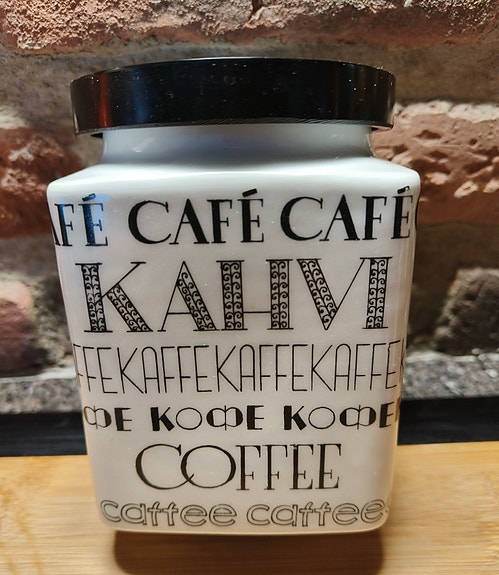 AFÉ CAFÉ CAFÉ
KAHVI
FFEKAFFEKAFFEKAFFE
ФЕ КОФЕ КОФЕ
COFFEE
caffee caffee